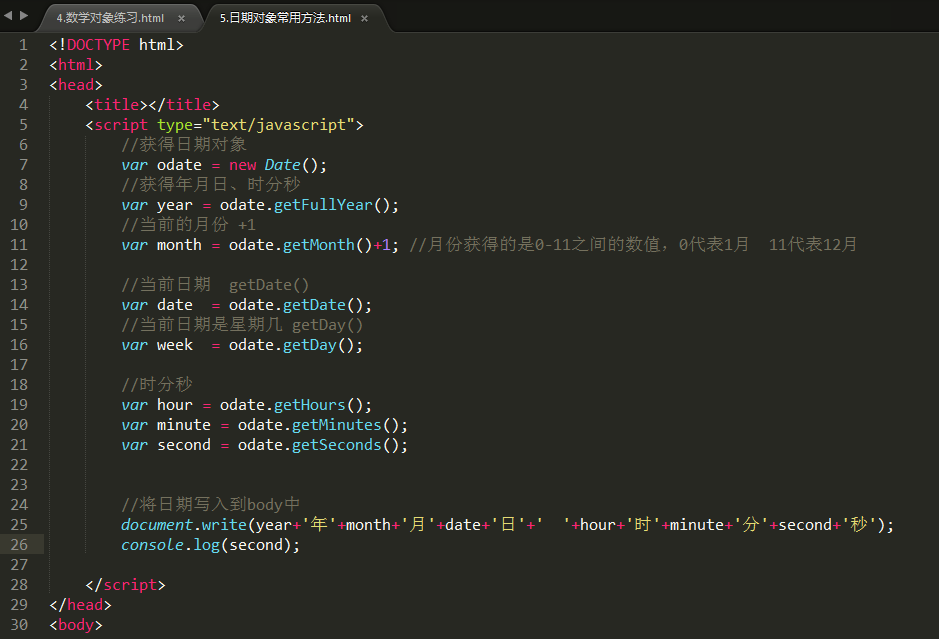 4.数学对象练习.html × 5.日期对象常用方法.html ×
1 <!DOCTYPE html>
2 <html>
3 <head>
4     <title></title>
5     <script type="text/javascript">
6         //获得日期对象
7         var odate = new Date();
8         //获得年月日、时分秒
9         var year = odate.getFullYear();
10         //当前的月份 +1
11         var month = odate.getMonth()+1; //月份获得的是0-11之间的数值，0代表1月  11代表12月
12
13         //当前日期  getDate()
14         var date  = odate.getDate();
15         //当前日期是星期几 getDay()
16         var week  = odate.getDay();
17
18         //时分秒
19         var hour = odate.getHours();
20         var minute = odate.getMinutes();
21         var second = odate.getSeconds();
22
23
24         //将日期写入到body中
25         document.write(year+'年'+month+'月'+date+'日'+'  '+hour+'时'+minute+'分'+second+'秒');
26         console.log(second);
27
28     </script>
29 </head>
30 <body>